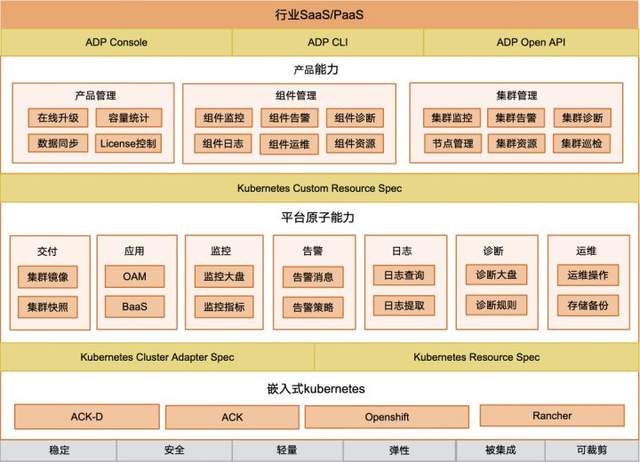 行业SaaS/PaaS
ADP Console
ADP CLI
ADP Open API
产品能力
产品管理
在线升级
容量统计
数据同步
License控制
组件管理
组件监控
组件告警
组件诊断
组件日志
组件运维
组件资源
集群管理
集群监控
集群告警
集群诊断
节点管理
集群资源
集群巡检
Kubernetes Custom Resource Spec
平台原子能力
交付
集群镜像
集群快照
应用
OAM
BaaS
监控
监控大盘
监控指标
告警
告警消息
告警策略
日志
日志查询
日志提取
诊断
诊断大盘
诊断规则
运维
运维操作
存储备份
Kubernetes Cluster Adapter Spec
Kubernetes Resource Spec
嵌入式kubernetes
ACK-D
ACK
Openshift
Rancher
稳定
安全
轻量
弹性
被集成
可裁剪